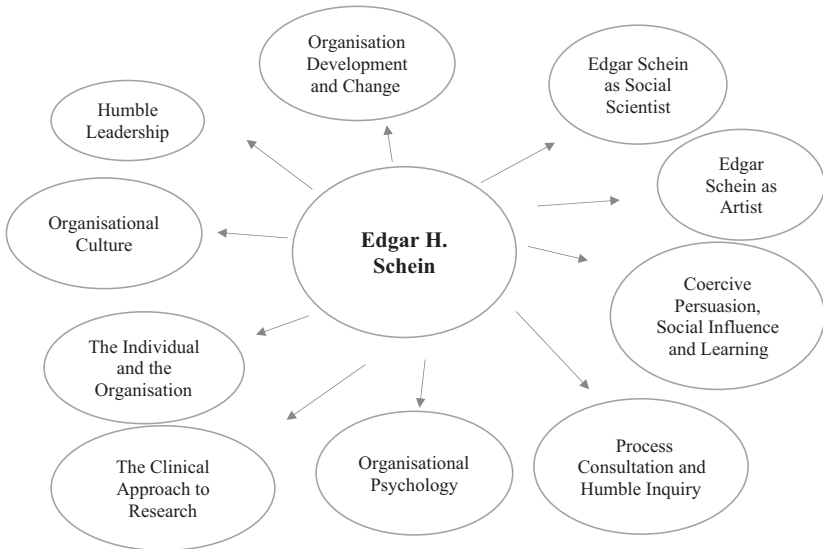 Organisation
Development
and Change
Edgar Schein
as Social
Scientist
Humble
Leadership
Edgar
Schein as
Artist
Organisational
Culture
Edgar H.
Schein
Coercive
Persuasion,
Social Influence
and Learning
The Individual
and the
Organisation
Process
Consultation and
Humble Inquiry
Organisational
Psychology
The Clinical
Approach to
Research